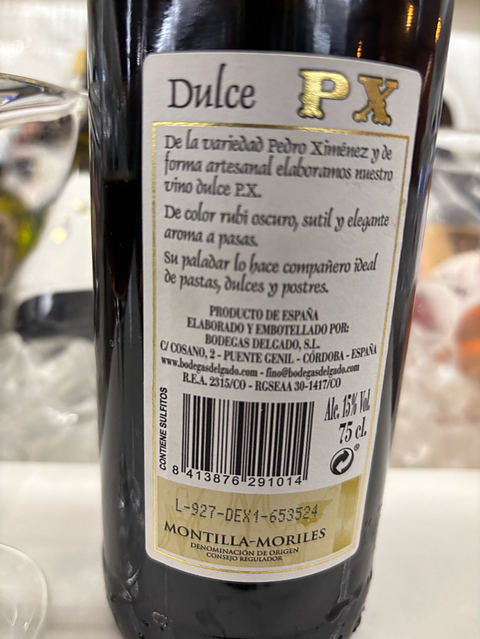 Dulce PX
De la variedad Pedro Ximénez y de
forma artesanal elaboramos nuestro
vino dulce P.X.
De color rubí oscuro, sutil y elegante
aroma a pasas.
Su paladar lo hace compañero ideal
de pastas, dulces y postres.
PRODUCTO DE ESPAÑA
ELABORADO Y EMBOTELLADO POR:
BODEGAS DELGADO, S.L.
C/ COSANO, 2 - PUENTE GENIL - CÓRDOBA - ESPAÑA
www.bodegasdelgado.com - fino@bodegasdelgado.com
R.E.A. 2315/CO - RGSEAA 30-1417/CO
CONTIENE SULFITOS
Alc. 15% Vol.
75 cl.
8 413876 291014
L-927-DEX1-653524
MONTILLA-MORILES
DENOMINACIÓN DE ORIGEN
CONSEJO REGULADOR